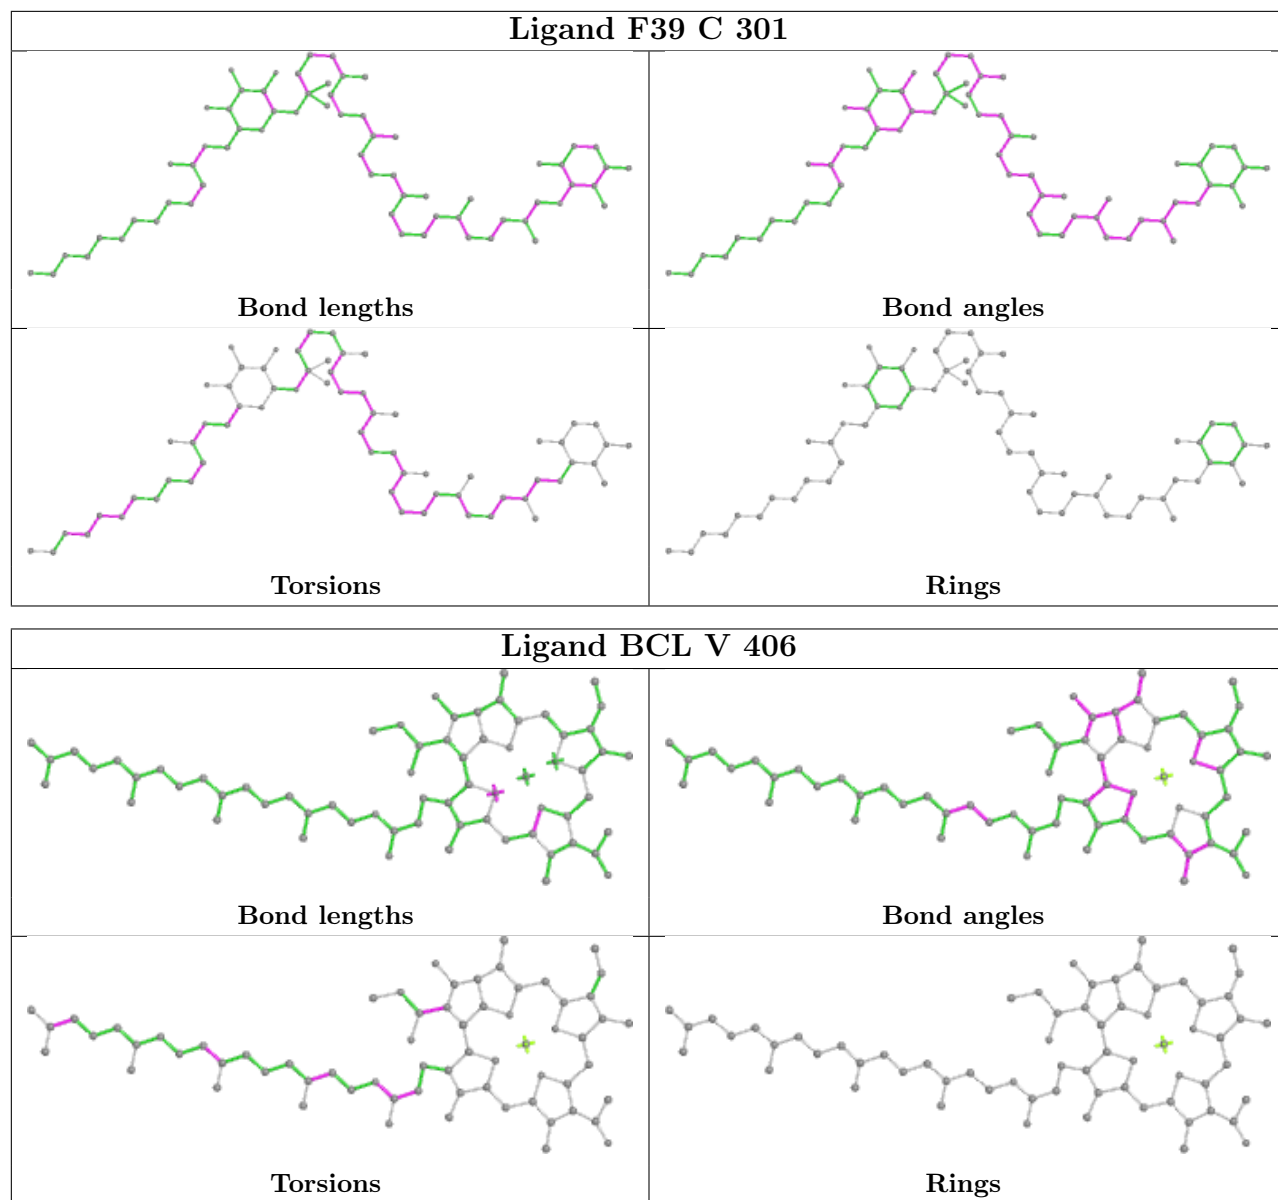 Ligand F39 C 301
Bond lengths
Bond angles
Torsions
Rings
Ligand BCL V 406
Bond lengths
Bond angles
Torsions
Rings